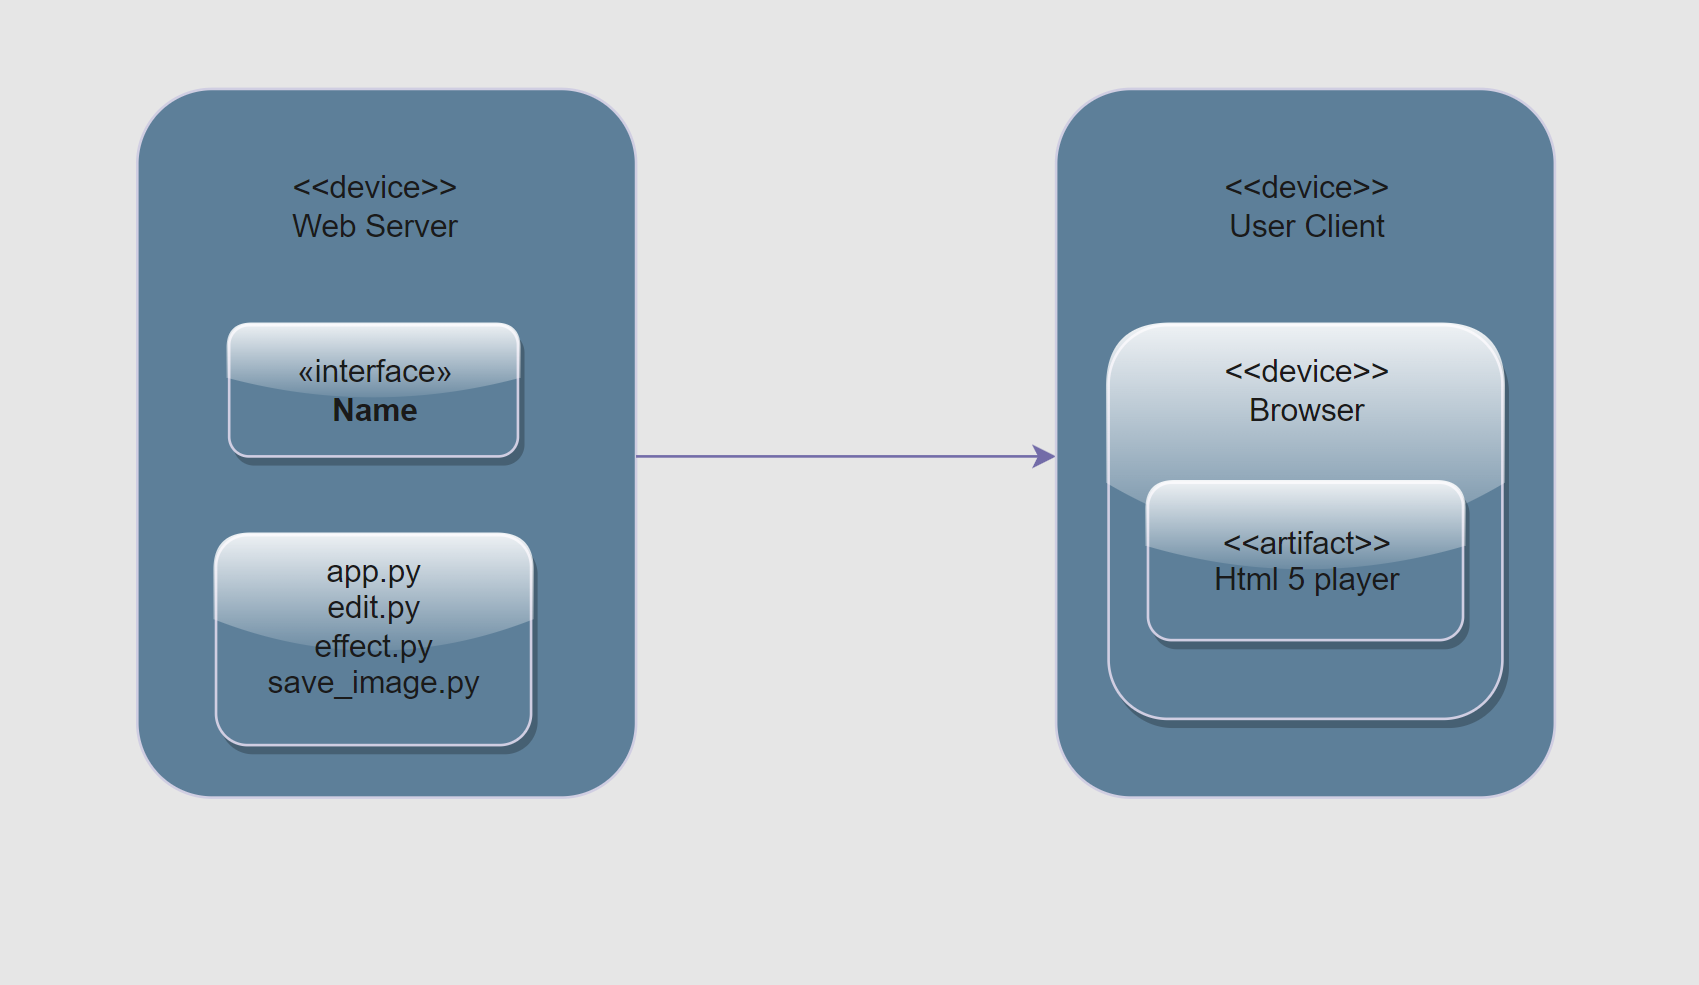 <<device>>
Web Server
«interface»
Name
app.py
edit.py
effect.py
save_image.py
<<device>>
User Client
<<device>>
Browser
<<artifact>>
Html 5 player